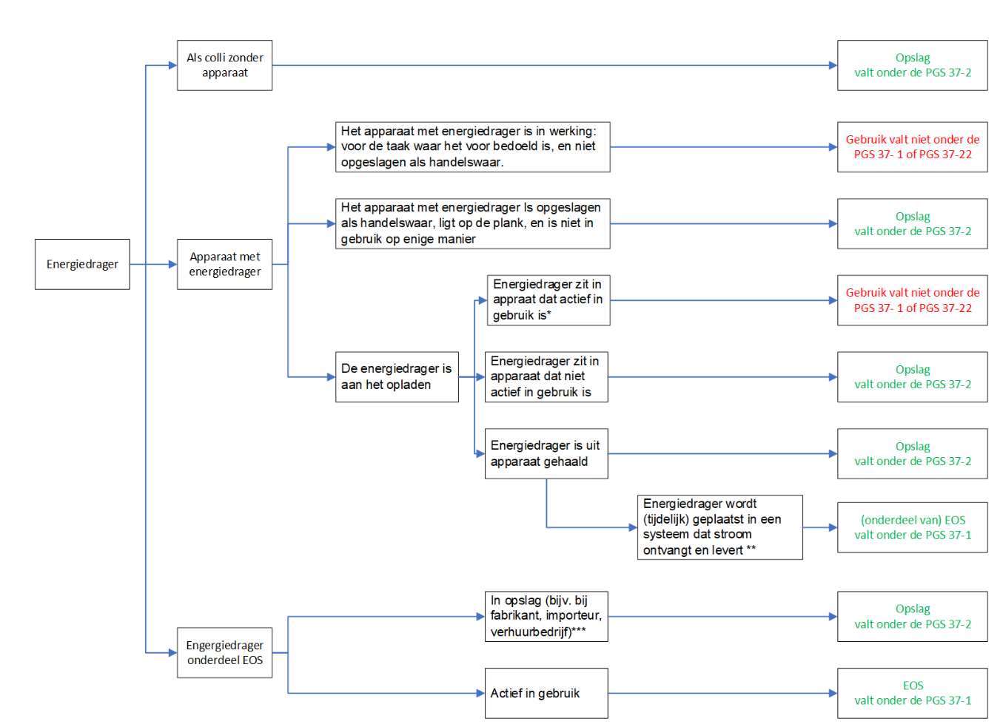 Als colli zonder
apparaat
Opslag
valt onder de PGS 37-2
Het apparaat met energiedrager is in werking:
voor de taak waar het voor bedoeld is, en niet
opgeslagen als handelswaar.
Gebruik valt niet onder de
PGS 37- 1 of PGS 37-22
Het apparaat met energiedrager Is opgeslagen
als handelswaar, ligt op de plank, en is niet in
gebruik op enige manier
Opslag
valt onder de PGS 37-2
Energiedrager
Apparaat met
energiedrager
Energiedrager zit in
appraat dat actief in
gebruik is*
Gebruik valt niet onder de
PGS 37- 1 of PGS 37-22
De energiedrager is
aan het opladen
Energiedrager zit in
apparaat dat niet
actief in gebruik is
Opslag
valt onder de PGS 37-2
Energiedrager is uit
apparaat gehaald
Opslag
valt onder de PGS 37-2
Energiedrager wordt
(tijdelijk) geplaatst in een
systeem dat stroom
ontvangt en levert **
(onderdeel van) EOS
valt onder de PGS 37-1
In opslag (bijv. bij
fabrikant, importeur,
verhuurbedrijf)***
Opslag
valt onder de PGS 37-2
Engergiedrager
onderdeel EOS
Actief in gebruik
EOS
valt onder de PGS 37-1